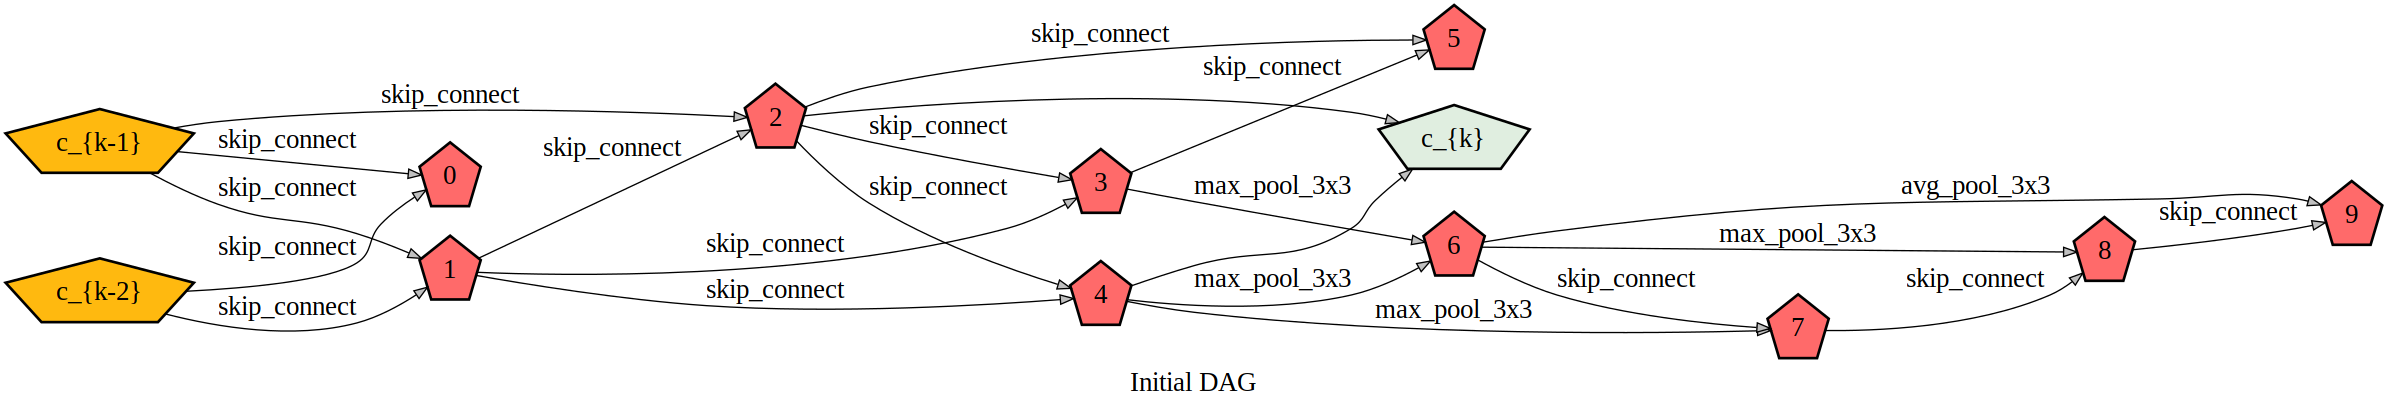 skip_connect
5
skip_connect
skip_connect
2
c_{k-1}
skip_connect
skip_connect
c_{k}
skip_connect
0
skip_connect
skip_connect
3
max_pool_3x3
avg_pool_3x3
skip_connect
9
skip_connect
1
skip_connect
6
max_pool_3x3
8
c_{k-2}
skip_connect
skip_connect
4
max_pool_3x3
skip_connect
skip_connect
max_pool_3x3
7
Initial DAG